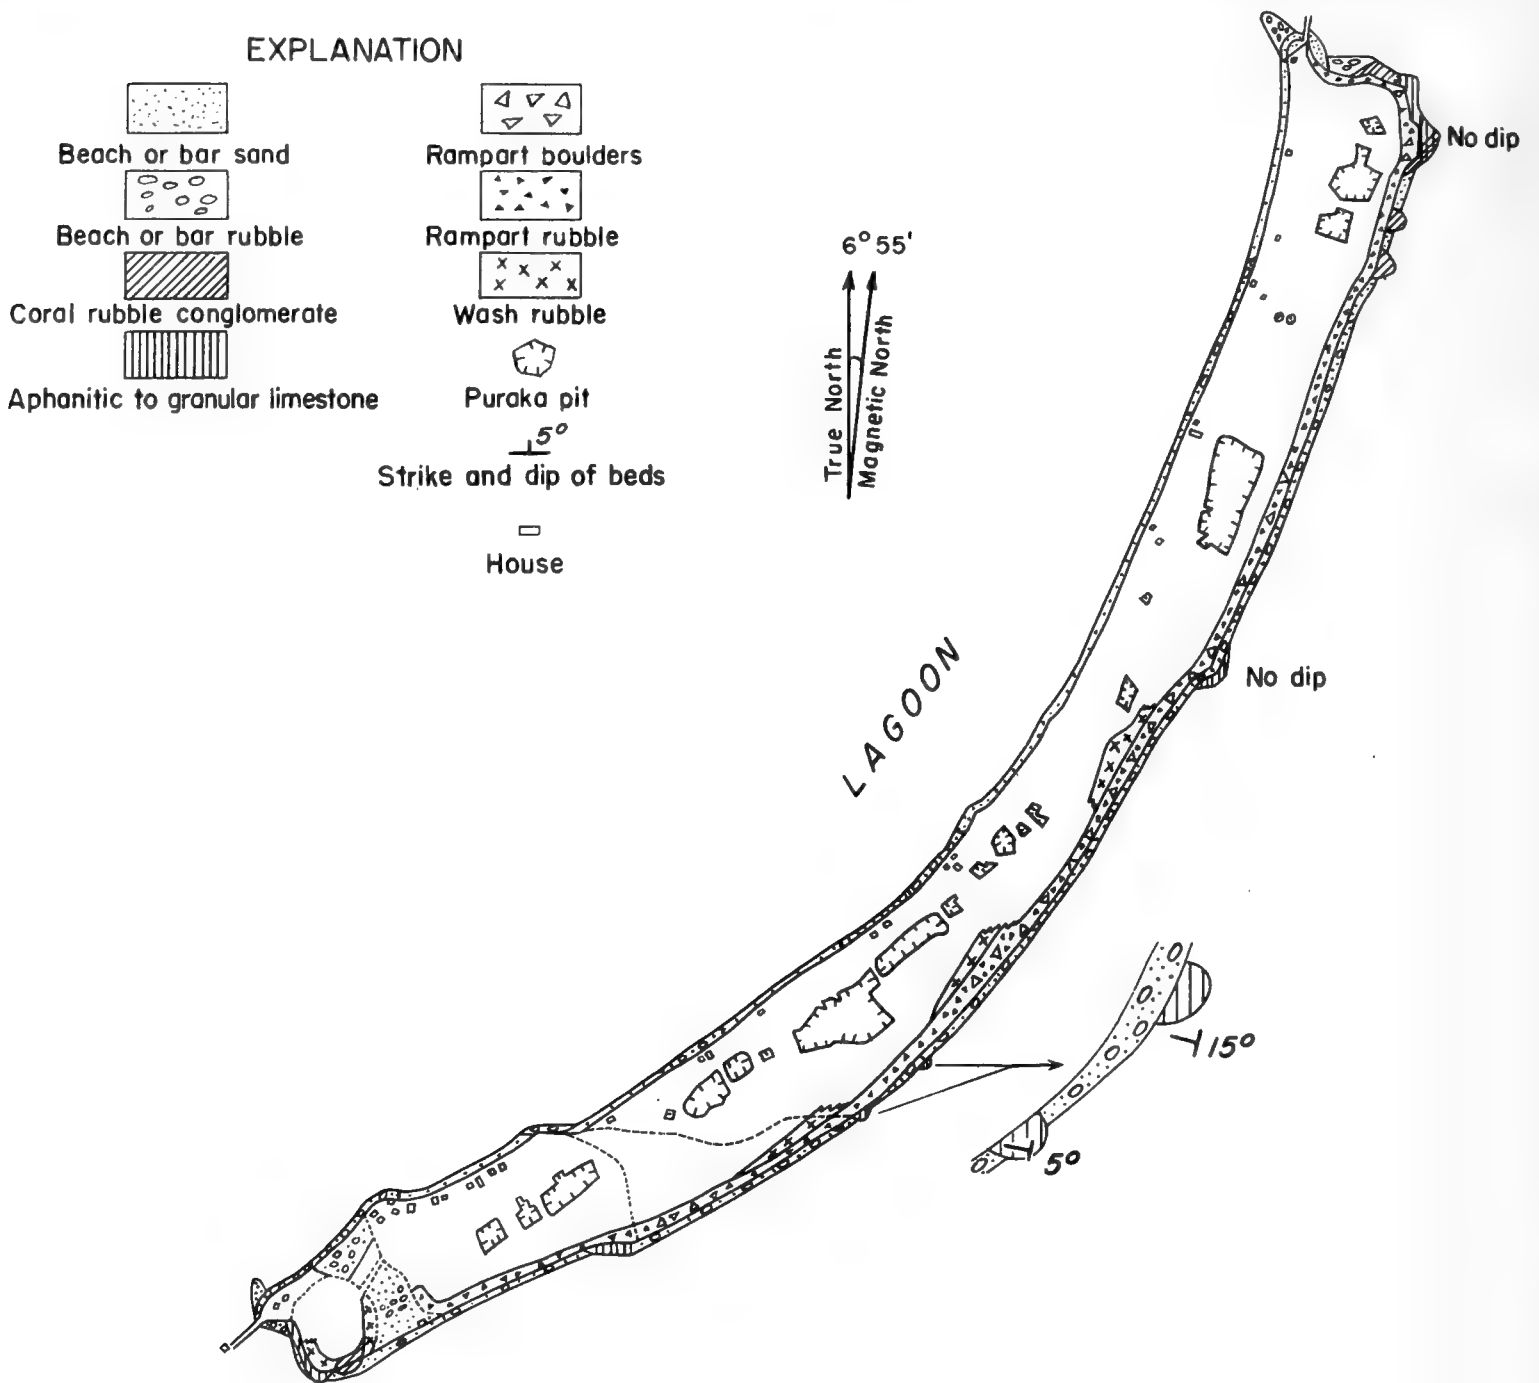 EXPLANATION
Beach or bar sand
Beach or bar rubble
Coral rubble conglomerate
Aphanitic to granular limestone
Rampart boulders
Rampart rubble
Wash rubble
Puraka pit
5°
Strike and dip of beds
House
6° 55'
True North
Magnetic North
LAGOON
No dip
No dip
15°
5°